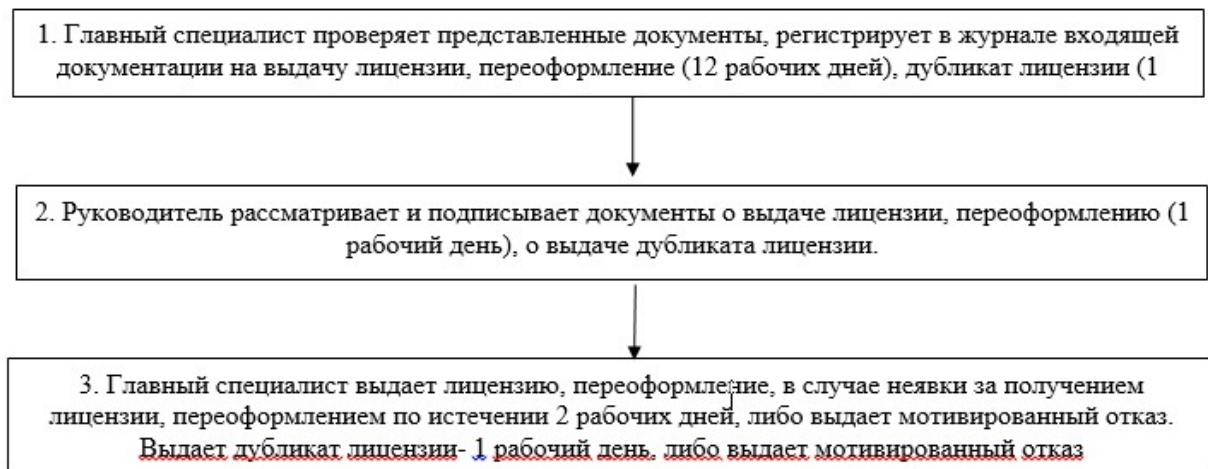 1. Главный специалист проверяет представленные документы, регистрирует в журнале входящей
документации на выдачу лицензии, переоформление (12 рабочих дней), дубликат лицензии (1
2. Руководитель рассматривает и подписывает документы о выдаче лицензии, переоформлению (1
рабочий день), о выдаче дубликата лицензии.
3. Главный специалист выдает лицензию, переоформление, в случае неявки за получением
лицензии, переоформлением по истечении 2 рабочих дней, либо выдает мотивированный отказ.
Выдает дубликат лицензии- 1 рабочий день, либо выдает мотивированный отказ